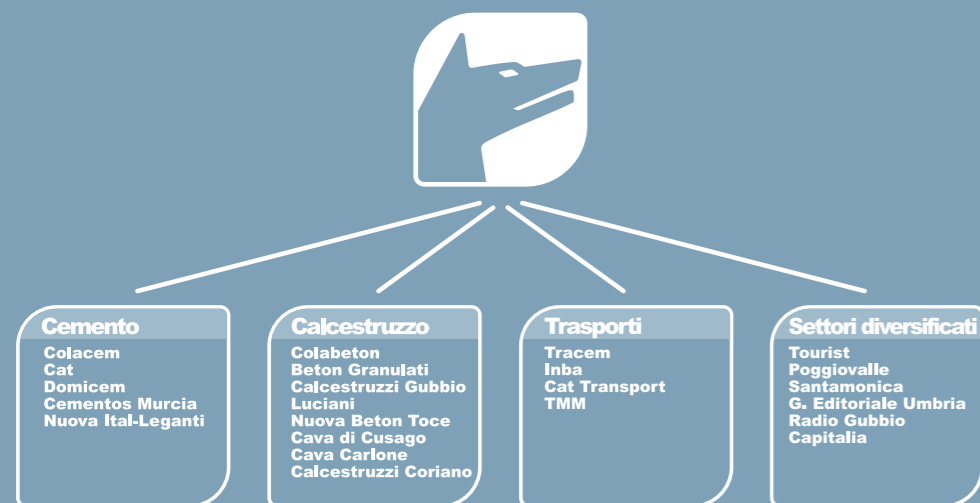 Cemento
Colacem
Cat
Domicem
Cementos Murcia
Nuova Ital-Leganti
Calcestruzzo
Colabeton
Beton Granulati
Calcestruzzi Gubbio
Luciani
Nuova Beton Toce
Cava di Cusago
Cava Carlone
Calcestruzzi Coriano
Trasporti
Tracem
Inba
Cat Transport
TMM
Settori diversificati
Tourist
Poggiovalle
Santamonica
G. Editoriale Umbria
Radio Gubbio
Capitalia